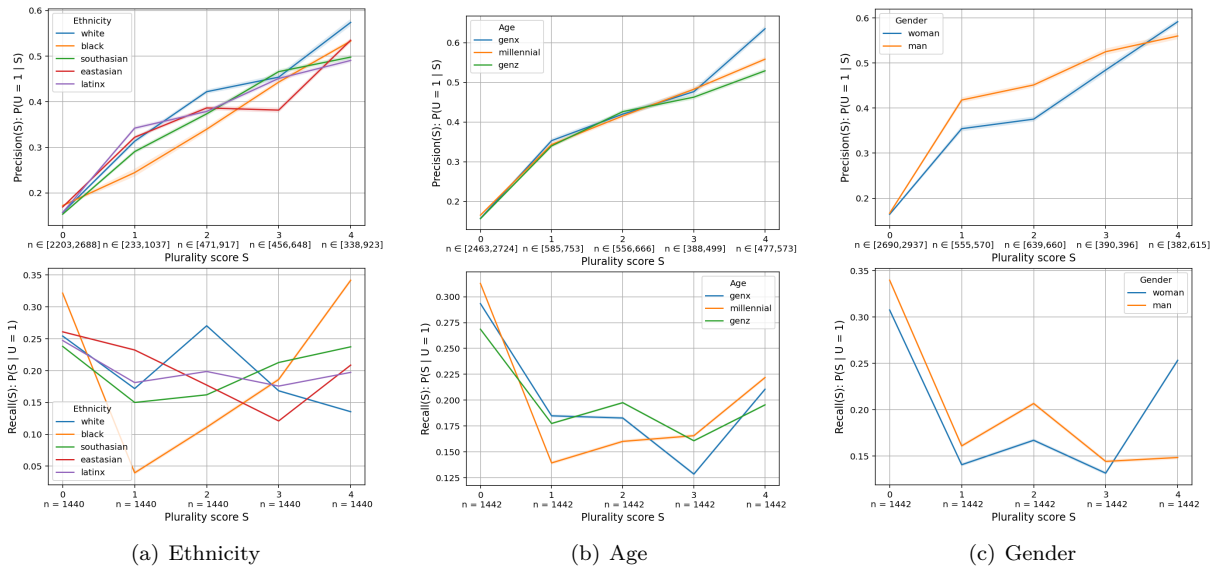 Precision(S): P(U = 1 | S)
0.6
0.5
0.4
0.3
0.2
Ethnicity
white
black
southasian
eastasian
latinx
0 1 2 3 4
n ∈ [2203,2688] n ∈ [233,1037] n ∈ [471,917] n ∈ [456,648] n ∈ [338,923]
Plurality score S
Precision(S): P(U = 1 | S)
0.6
0.5
0.4
0.3
0.2
Age
genx
millennial
genz
0 1 2 3 4
n ∈ [2463,2724] n ∈ [585,753] n ∈ [556,666] n ∈ [388,499] n ∈ [477,573]
Plurality score S
Precision(S): P(U = 1 | S)
0.6
0.5
0.4
0.3
0.2
Gender
woman
man
0 1 2 3 4
n ∈ [2690,2937] n ∈ [555,570] n ∈ [639,660] n ∈ [390,396] n ∈ [382,615]
Plurality score S
Recall(S): P(S | U = 1)
0.35
0.30
0.25
0.20
0.15
0.10
0.05
Ethnicity
white
black
southasian
eastasian
latinx
0 1 2 3 4
n = 1440 n = 1440 n = 1440 n = 1440 n = 1440
Plurality score S
Recall(S): P(S | U = 1)
0.300
0.275
0.250
0.225
0.200
0.175
0.150
0.125
Age
genx
millennial
genz
0 1 2 3 4
n = 1442 n = 1442 n = 1442 n = 1442 n = 1442
Plurality score S
Recall(S): P(S | U = 1)
0.35
0.30
0.25
0.20
0.15
Gender
woman
man
0 1 2 3 4
n = 1442 n = 1442 n = 1442 n = 1442 n = 1442
Plurality score S
(a) Ethnicity
(b) Age
(c) Gender